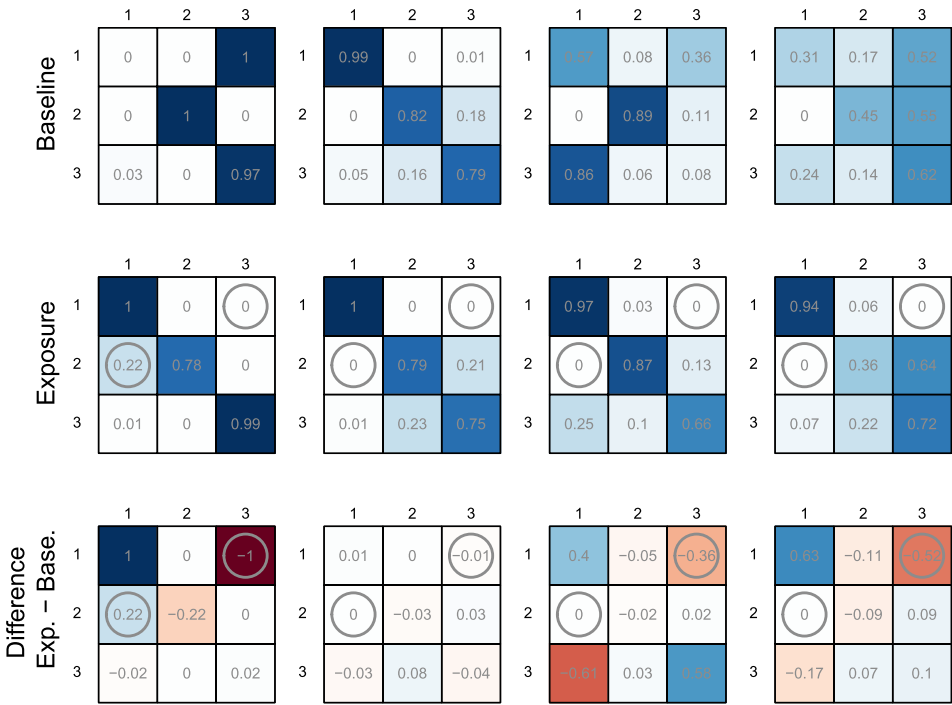 1 2 3 1 2 3 1 2 3 1 2 3
1 0 0 1 1 0.99 0 0.01 1 0.57 0.08 0.36 1 0.31 0.17 0.52
Baseline
2 0 1 0 2 0 0.82 0.18 2 0 0.89 0.11 2 0 0.45 0.55
3 0.03 0 0.97 3 0.05 0.16 0.79 3 0.86 0.06 0.08 3 0.24 0.14 0.62
1 2 3 1 2 3 1 2 3 1 2 3
1 1 0 0 1 1 0 0 1 0.97 0.03 0 1 0.94 0.06 0
Exposure
2 0.22 0.78 0 2 0 0.79 0.21 2 0 0.87 0.13 2 0 0.36 0.64
3 0.01 0 0.99 3 0.01 0.23 0.75 3 0.25 0.1 0.66 3 0.07 0.22 0.72
1 2 3 1 2 3 1 2 3 1 2 3
1 1 0 −1 1 0.01 0 −0.01 1 0.4 −0.05 −0.36 1 0.63 −0.11 −0.52
Difference
Exp. − Base.
2 0.22 −0.22 0 2 0 −0.03 0.03 2 0 −0.02 0.02 2 0 −0.09 0.09
3 −0.02 0 0.02 3 −0.03 0.08 −0.04 3 −0.61 0.03 0.58 3 −0.17 0.07 0.1